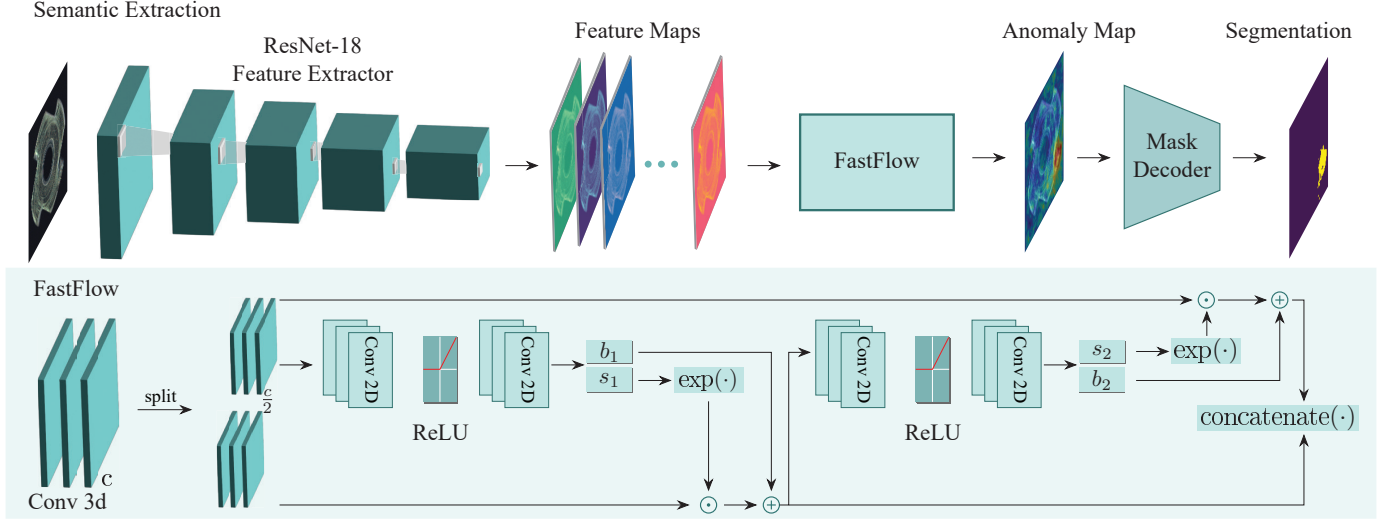 Semantic Extraction
ResNet-18
Feature Extractor
Feature Maps
FastFlow
Anomaly Map
Mask
Decoder
Segmentation
FastFlow
Conv 3d
c
split
c/2
Conv 2D
ReLU
Conv 2D
b₁
s₁
exp(·)
Conv 2D
ReLU
Conv 2D
s₂
b₂
exp(·)
concatenate(·)